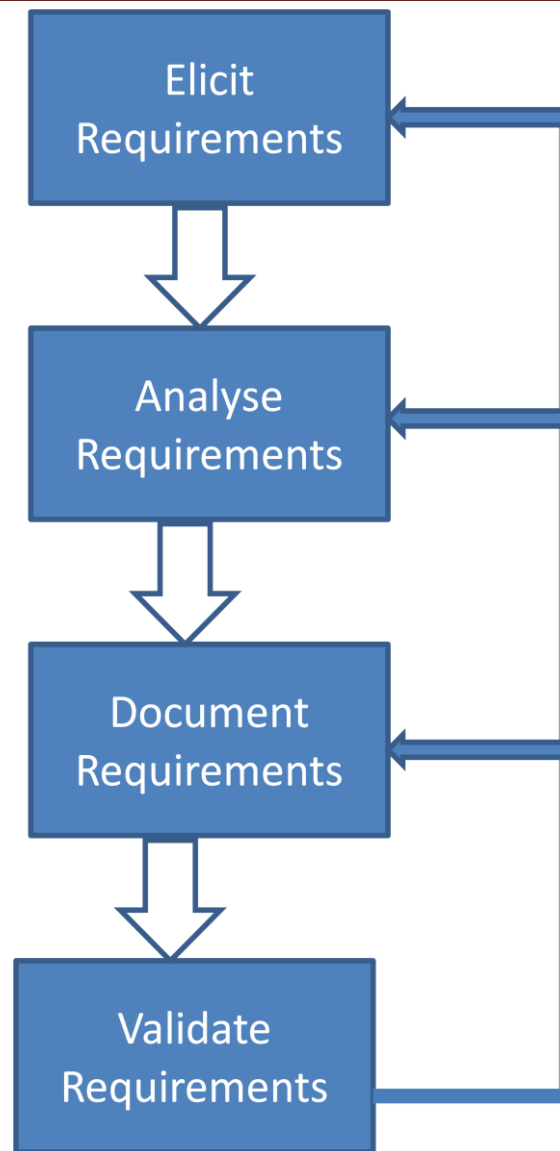 Elicit
Requirements
Analyse
Requirements
Document
Requirements
Validate
Requirements